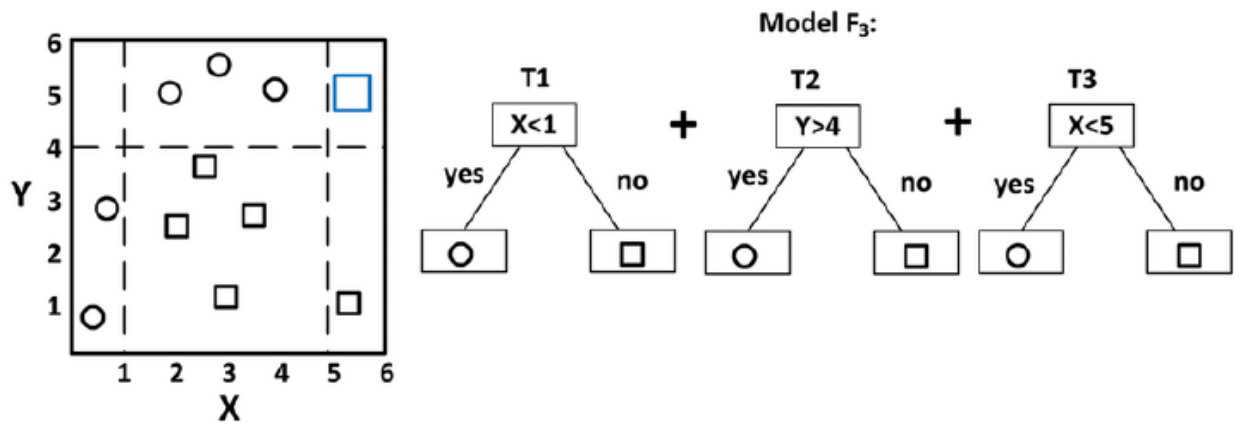 Model F₃:
6
5
4
Y 3
2
1
1 2 3 4 5 6
X
T1
X<1
yes no
+
T2
Y>4
yes no
+
T3
X<5
yes no